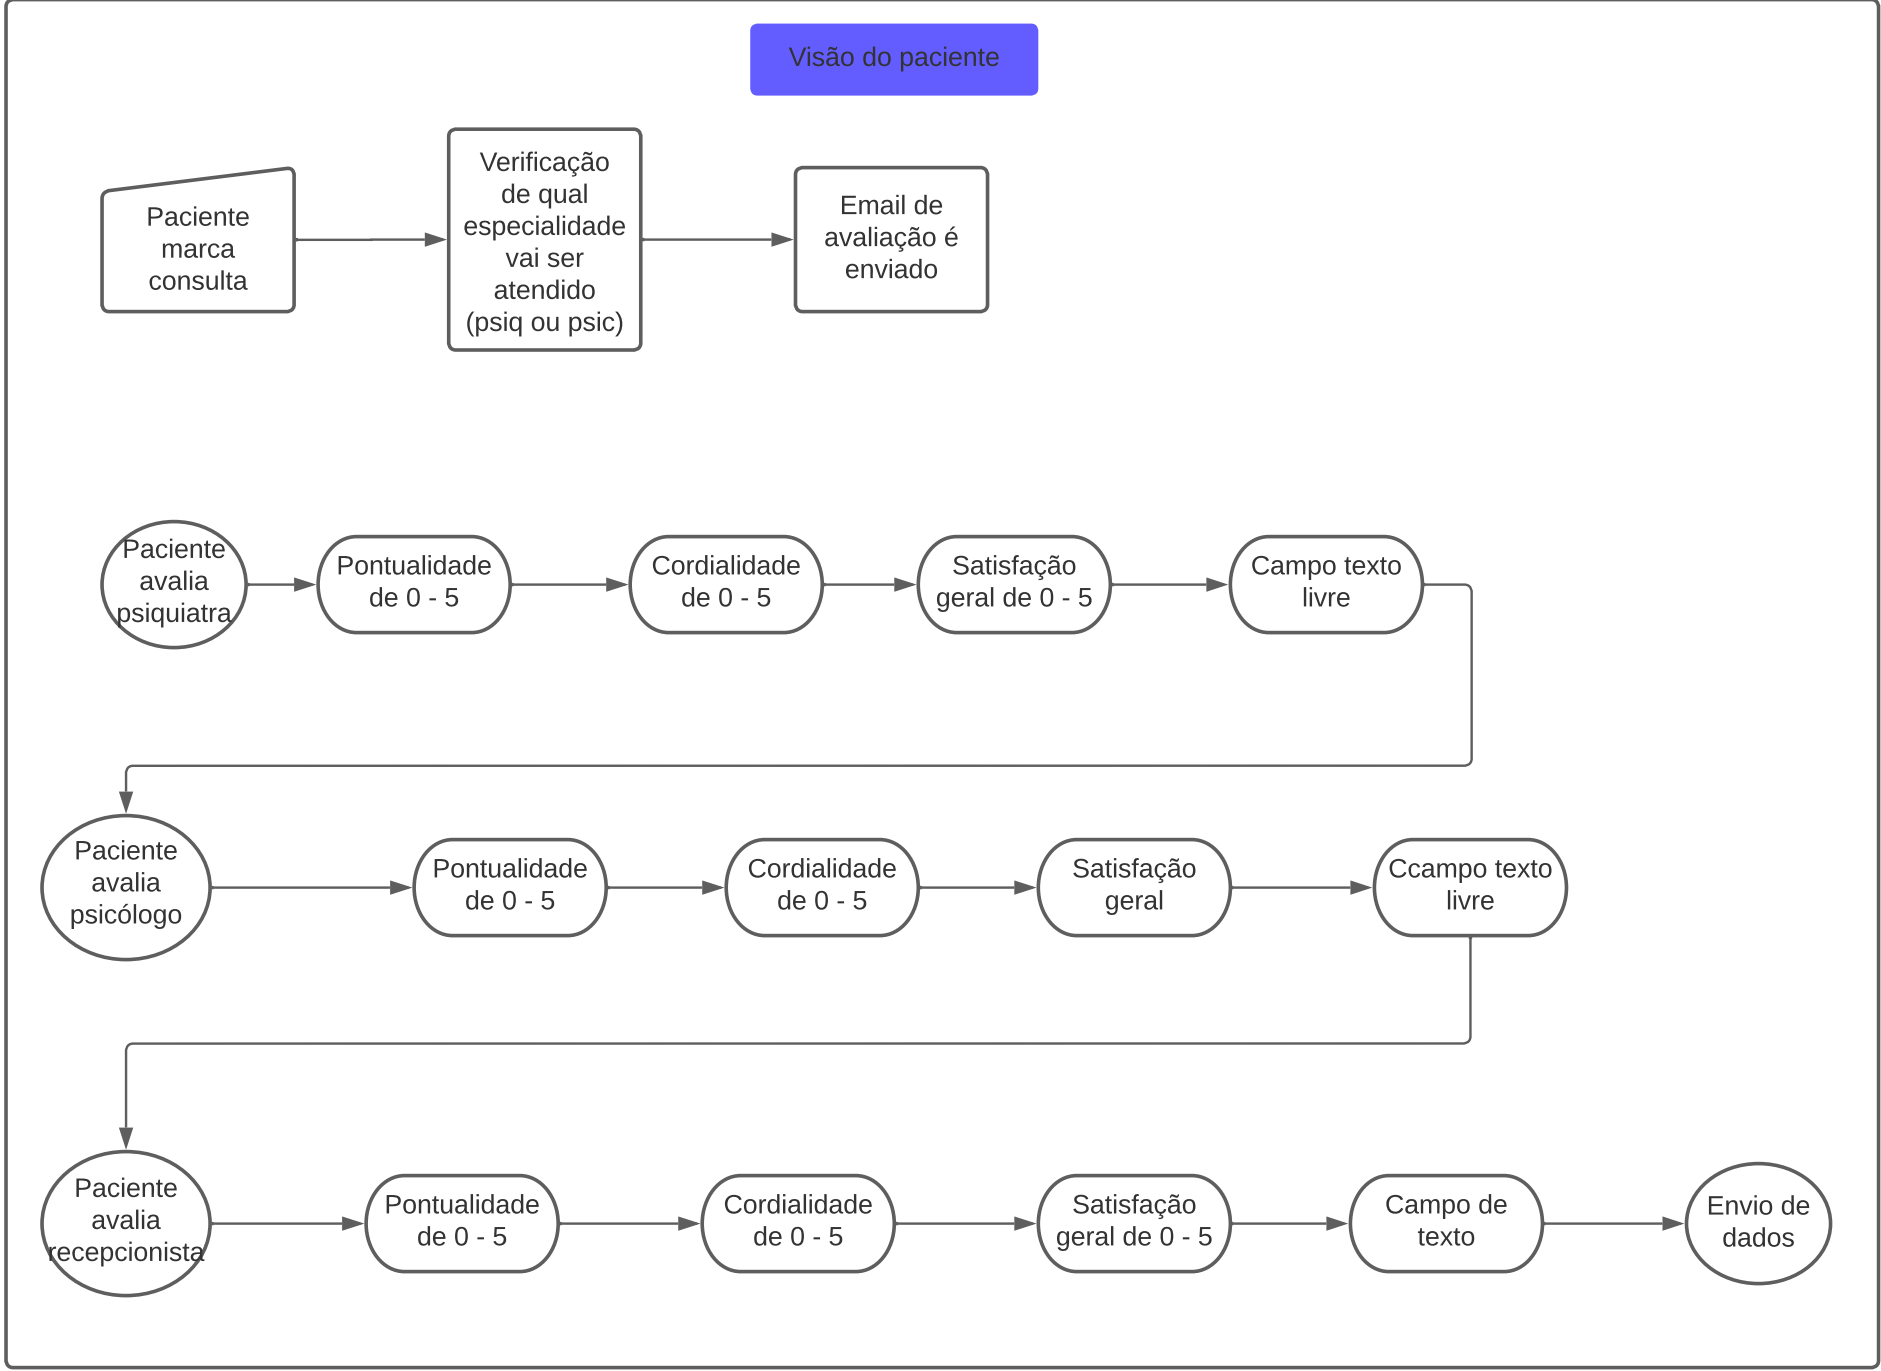 Visão do paciente
Paciente
marca
consulta
Verificação
de qual
especialidade
vai ser
atendido
(psiq ou psic)
Email de
avaliação é
enviado
Paciente
avalia
psiquiatra
Pontualidade
de 0 - 5
Cordialidade
de 0 - 5
Satisfação
geral de 0 - 5
Campo texto
livre
Paciente
avalia
psicólogo
Pontualidade
de 0 - 5
Cordialidade
de 0 - 5
Satisfação
geral
Ccampo texto
livre
Paciente
avalia
recepcionista
Pontualidade
de 0 - 5
Cordialidade
de 0 - 5
Satisfação
geral de 0 - 5
Campo de
texto
Envio de
dados